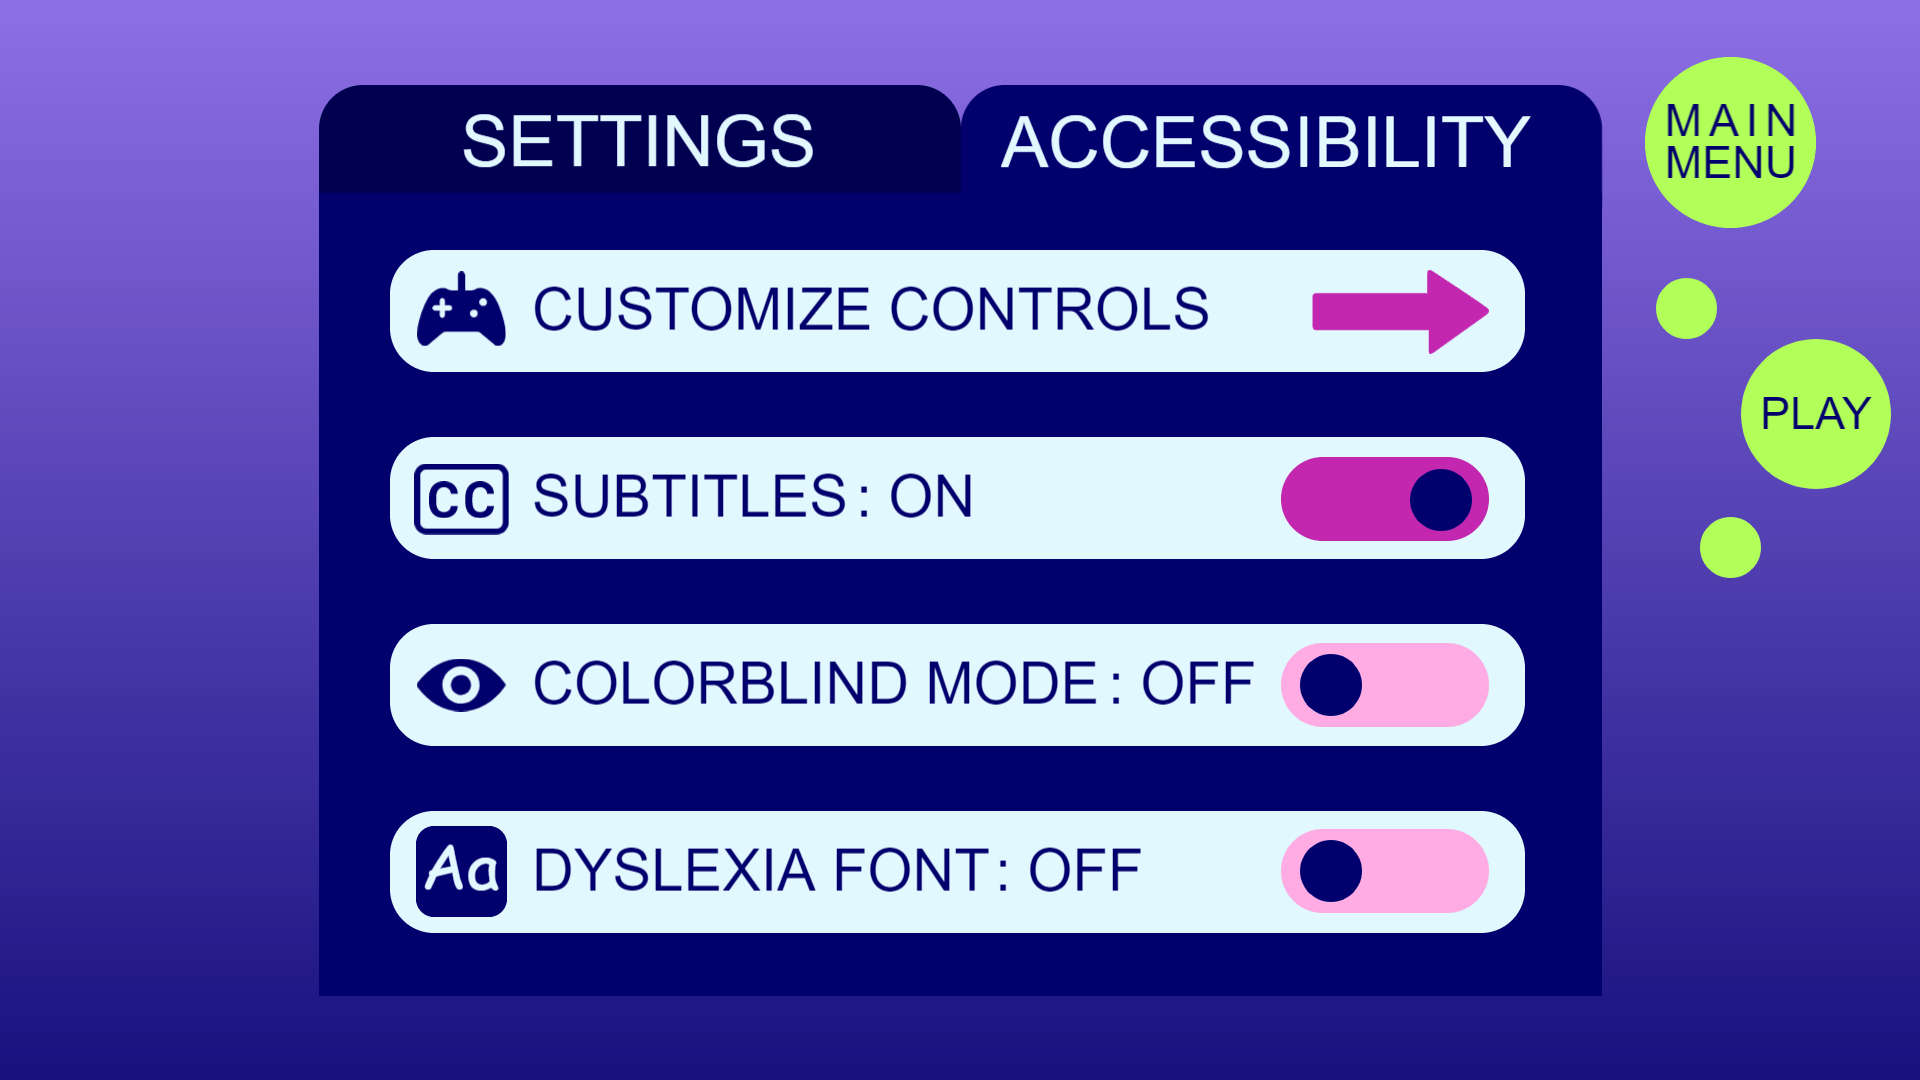 SETTINGS
ACCESSIBILITY
MAIN
MENU
CUSTOMIZE CONTROLS
PLAY
CC
SUBTITLES: ON
COLORBLIND MODE: OFF
Aa
DYSLEXIA FONT: OFF